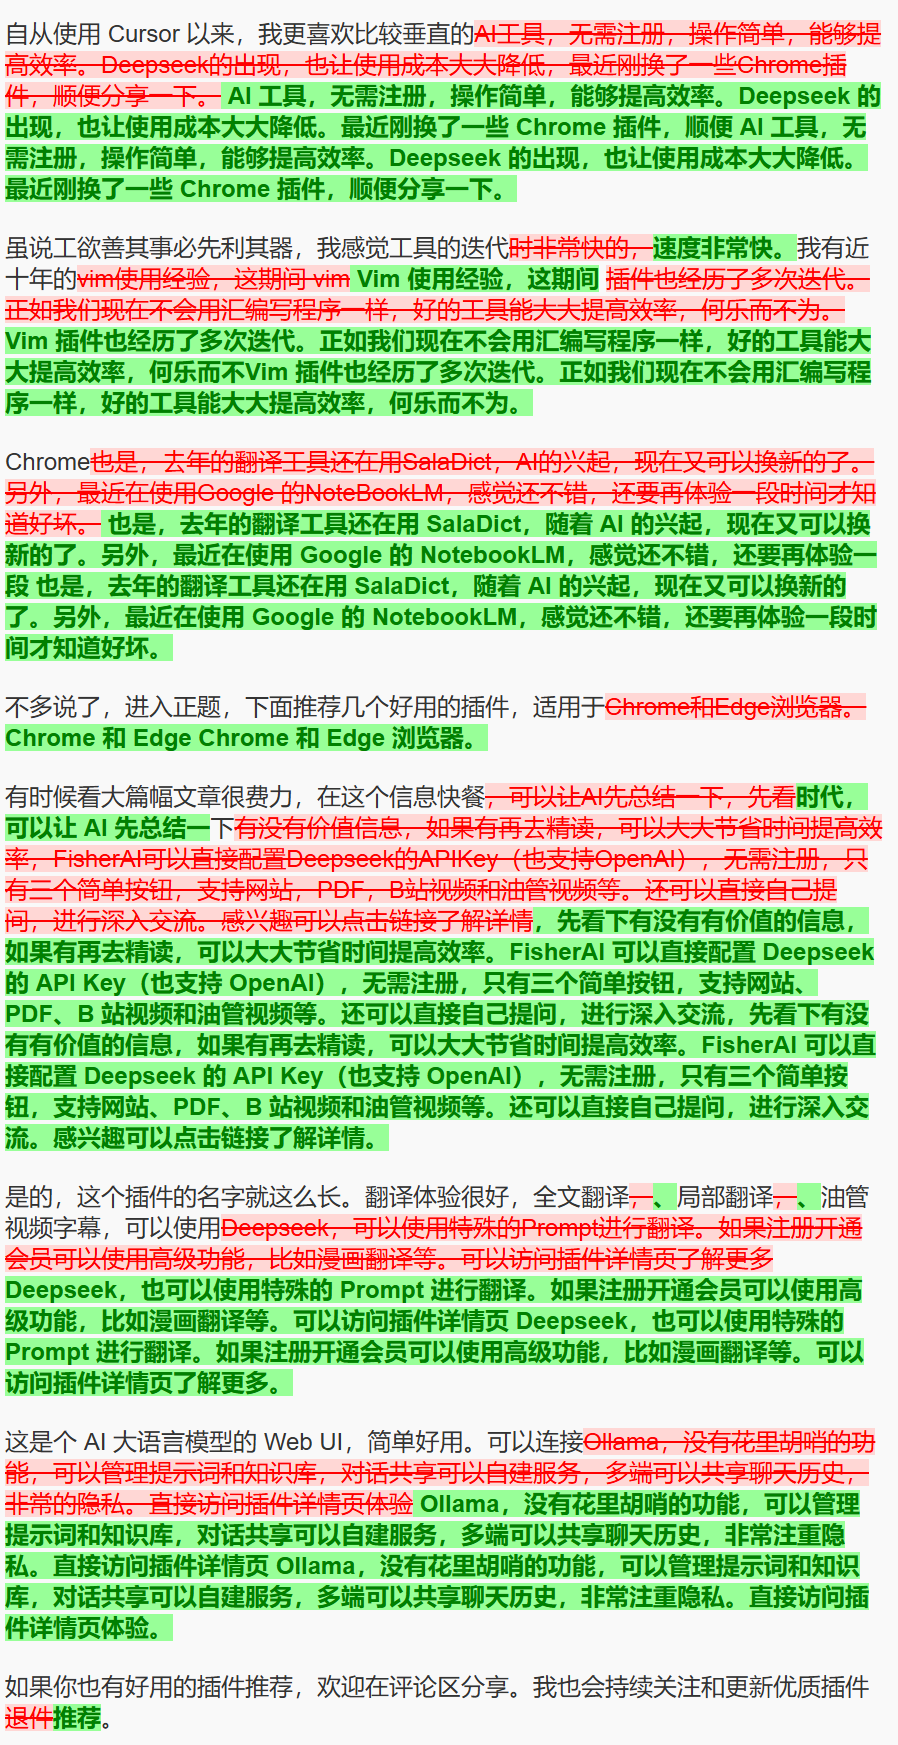 自从使用 Cursor 以来，我更喜欢比较垂直的AI工具，无需注册，操作简单，能够提
高效率。Deepseek的出现，也让使用成本大大降低，最近刚换了一些Chrome插
件，顺便分享一下。 AI 工具，无需注册，操作简单，能够提高效率。Deepseek 的
出现，也让使用成本大大降低。最近刚换了一些 Chrome 插件，顺便 AI 工具，无
需注册，操作简单，能够提高效率。Deepseek 的出现，也让使用成本大大降低。
最近刚换了一些 Chrome 插件，顺便分享一下。
虽说工欲善其事必先利其器，我感觉工具的迭代时非常快的，速度非常快。我有近
十年的vim使用经验，这期间 vim Vim 使用经验，这期间 插件也经历了多次迭代。
正如我们现在不会用汇编写程序一样，好的工具能大大提高效率，何乐而不为。
Vim 插件也经历了多次迭代。正如我们现在不会用汇编写程序一样，好的工具能大
大提高效率，何乐而不Vim 插件也经历了多次迭代。正如我们现在不会用汇编写程
序一样，好的工具能大大提高效率，何乐而不为。
Chrome也是，去年的翻译工具还在用SalaDict，AI的兴起，现在又可以换新的了。
另外，最近在使用Google 的NoteBookLM，感觉还不错，还要再体验一段时间才知
道好坏。 也是，去年的翻译工具还在用 SalaDict，随着 AI 的兴起，现在又可以换
新的了。另外，最近在使用 Google 的 NotebookLM，感觉还不错，还要再体验一
段 也是，去年的翻译工具还在用 SalaDict，随着 AI 的兴起，现在又可以换新的
了。另外，最近在使用 Google 的 NotebookLM，感觉还不错，还要再体验一段时
间才知道好坏。
不多说了，进入正题，下面推荐几个好用的插件，适用于Chrome和Edge浏览器。
Chrome 和 Edge Chrome 和 Edge 浏览器。
有时候看大篇幅文章很费力，在这个信息快餐，可以让AI先总结一下，先看时代，
可以让 AI 先总结一下有没有价值信息，如果有再去精读，可以大大节省时间提高效
率，FisherAI可以直接配置Deepseek的APIKey（也支持OpenAI），无需注册，只
有三个简单按钮，支持网站，PDF，B站视频和油管视频等。还可以直接自己提
问，进行深入交流。感兴趣可以点击链接了解详情，先看下有没有有价值的信息，
如果有再去精读，可以大大节省时间提高效率。FisherAI 可以直接配置 Deepseek
的 API Key（也支持 OpenAI），无需注册，只有三个简单按钮，支持网站、
PDF、B 站视频和油管视频等。还可以直接自己提问，进行深入交流，先看下有没
有有价值的信息，如果有再去精读，可以大大节省时间提高效率。FisherAI 可以直
接配置 Deepseek 的 API Key（也支持 OpenAI），无需注册，只有三个简单按
钮，支持网站、PDF、B 站视频和油管视频等。还可以直接自己提问，进行深入交
流。感兴趣可以点击链接了解详情。
是的，这个插件的名字就这么长。翻译体验很好，全文翻译，、局部翻译，、油管
视频字幕，可以使用Deepseek，可以使用特殊的Prompt进行翻译。如果注册开通
会员可以使用高级功能，比如漫画翻译等。可以访问插件详情页了解更多
Deepseek，也可以使用特殊的 Prompt 进行翻译。如果注册开通会员可以使用高
级功能，比如漫画翻译等。可以访问插件详情页 Deepseek，也可以使用特殊的
Prompt 进行翻译。如果注册开通会员可以使用高级功能，比如漫画翻译等。可以
访问插件详情页了解更多。
这是个 AI 大语言模型的 Web UI，简单好用。可以连接Ollama，没有花里胡哨的功
能，可以管理提示词和知识库，对话共享可以自建服务，多端可以共享聊天历史，
非常的隐私。直接访问插件详情页体验 Ollama，没有花里胡哨的功能，可以管理
提示词和知识库，对话共享可以自建服务，多端可以共享聊天历史，非常注重隐
私。直接访问插件详情页 Ollama，没有花里胡哨的功能，可以管理提示词和知识
库，对话共享可以自建服务，多端可以共享聊天历史，非常注重隐私。直接访问插
件详情页体验。
如果你也有好用的插件推荐，欢迎在评论区分享。我也会持续关注和更新优质插件
退件推荐。